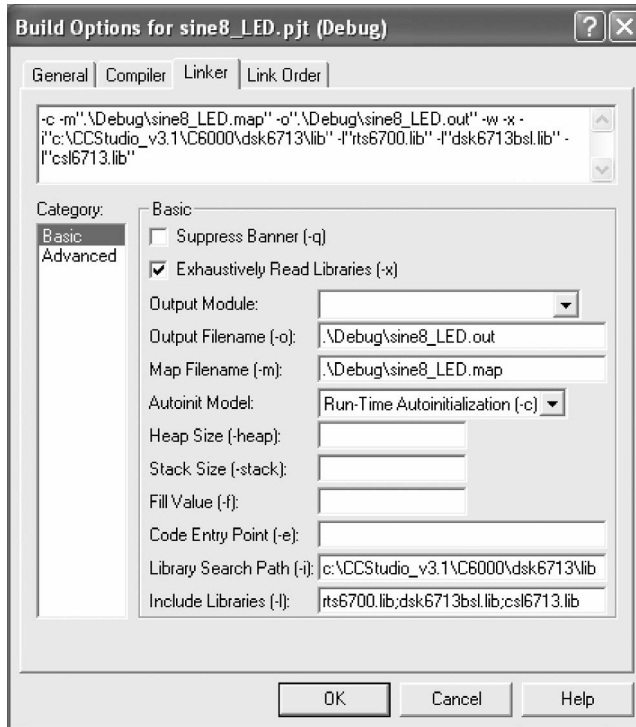 Build Options for sine8_LED.pjt (Debug)
General Compiler Linker Link Order
-c -m".\Debug\sine8_LED.map" -o".\Debug\sine8_LED.out" -w -x -
i"c:\CCStudio_v3.1\C6000\dsk6713\lib" -l"rts6700.lib" -l"dsk6713bsl.lib" -
l"csl6713.lib"
Category:
Basic
Advanced
Basic
Suppress Banner (-q)
Exhaustively Read Libraries (-x)
Output Module:
Output Filename (-o): .\Debug\sine8_LED.out
Map Filename (-m): .\Debug\sine8_LED.map
Autoinit Model: Run-Time Autoinitialization (-c)
Heap Size (-heap):
Stack Size (-stack):
Fill Value (-f):
Code Entry Point (-e):
Library Search Path (-i): c:\CCStudio_v3.1\C6000\dsk6713\lib
Include Libraries (-l): rts6700.lib;dsk6713bsl.lib;csl6713.lib
OK Cancel Help